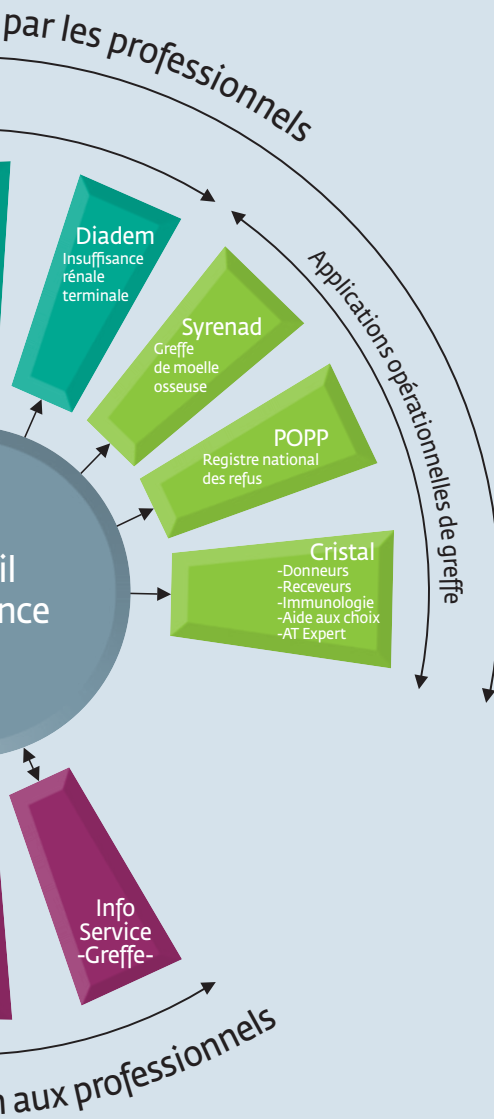 par les professionnels
Diadem
Insuffisance
rénale
terminale
Syrenad
Greffe
de moelle
osseuse
POPP
Registre national
des refus
Applications opérationnelles de greffe
Cristal
-Donneurs
-Receveurs
-Immunologie
-Aide aux choix
-AT Expert
Info
Service
-Greffe-
aux professionnels